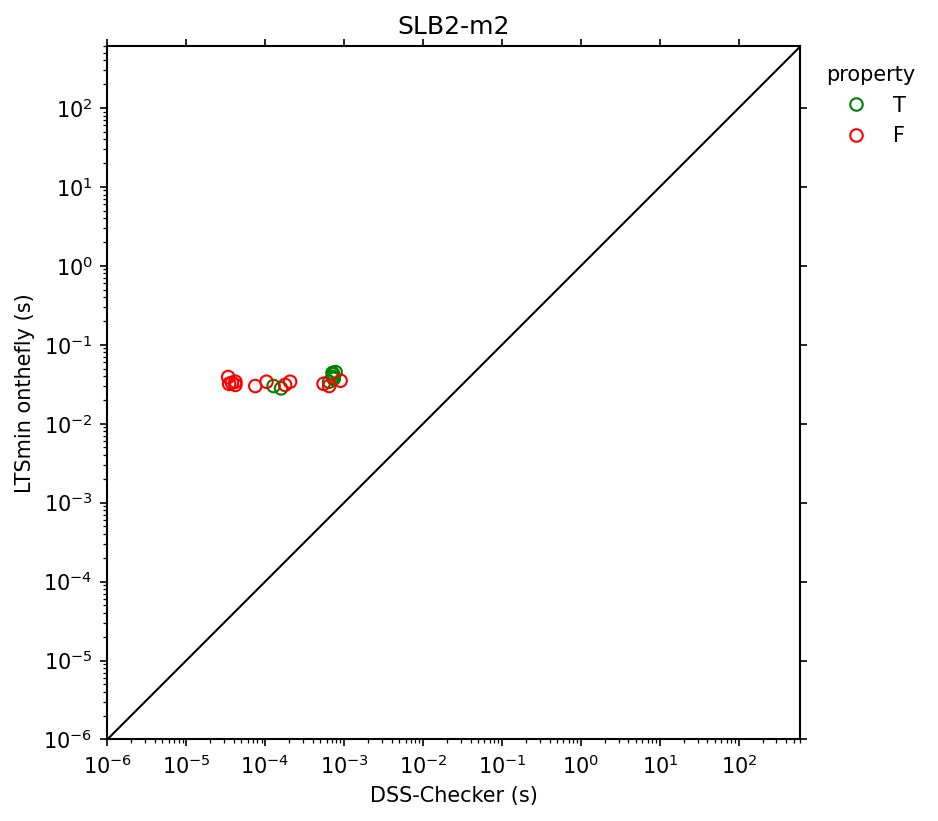 SLB2-m2
property
T
F
LTSmin onthefly (s)
10²
10¹
10⁰
10⁻¹
10⁻²
10⁻³
10⁻⁴
10⁻⁵
10⁻⁶
10⁻⁶ 10⁻⁵ 10⁻⁴ 10⁻³ 10⁻² 10⁻¹ 10⁰ 10¹ 10²
DSS-Checker (s)